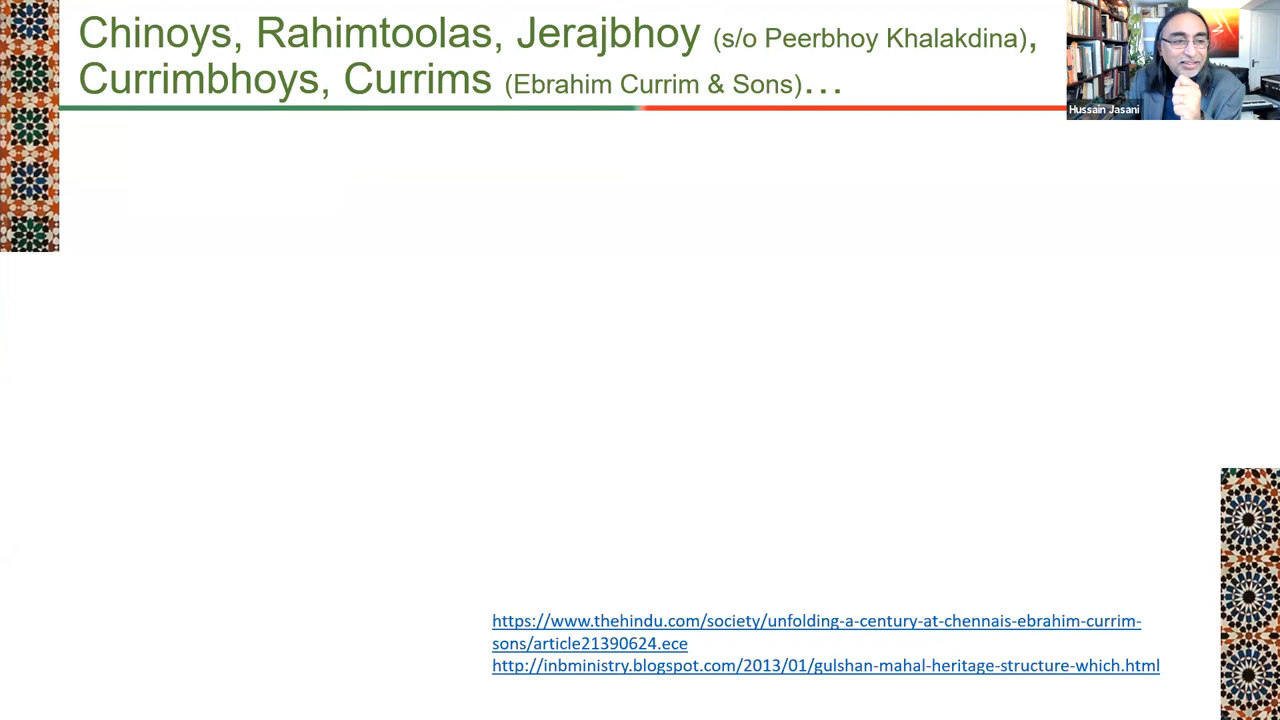 Chinoys, Rahimtoolas, Jerajbhoy (s/o Peerbhoy Khalakdina),
Currimbhoys, Currims (Ebrahim Currim & Sons)…
Hussain Jasani
https://www.thehindu.com/society/unfolding-a-century-at-chennais-ebrahim-currim-
sons/article21390624.ece
http://inbministry.blogspot.com/2013/01/gulshan-mahal-heritage-structure-which.html